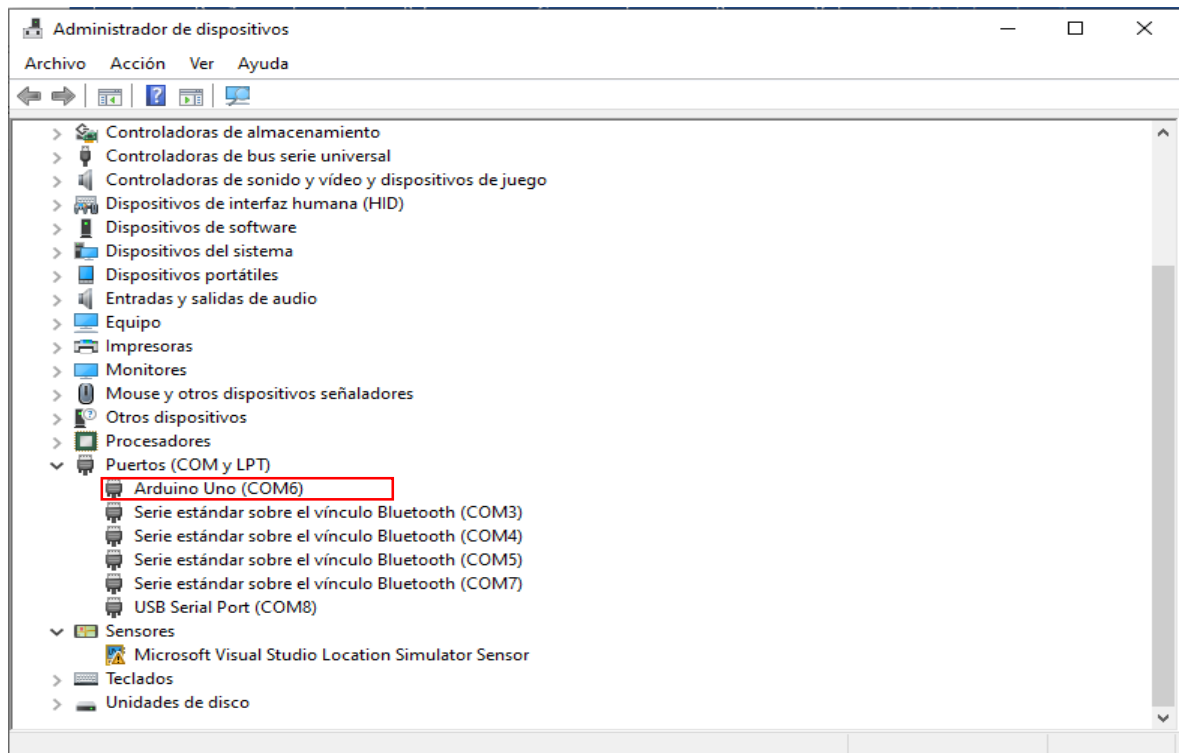 Administrador de dispositivos
Archivo Acción Ver Ayuda
Controladoras de almacenamiento
Controladoras de bus serie universal
Controladoras de sonido y vídeo y dispositivos de juego
Dispositivos de interfaz humana (HID)
Dispositivos de software
Dispositivos del sistema
Dispositivos portátiles
Entradas y salidas de audio
Equipo
Impresoras
Monitores
Mouse y otros dispositivos señaladores
Otros dispositivos
Procesadores
Puertos (COM y LPT)
Arduino Uno (COM6)
Serie estándar sobre el vínculo Bluetooth (COM3)
Serie estándar sobre el vínculo Bluetooth (COM4)
Serie estándar sobre el vínculo Bluetooth (COM5)
Serie estándar sobre el vínculo Bluetooth (COM7)
USB Serial Port (COM8)
Sensores
Microsoft Visual Studio Location Simulator Sensor
Teclados
Unidades de disco